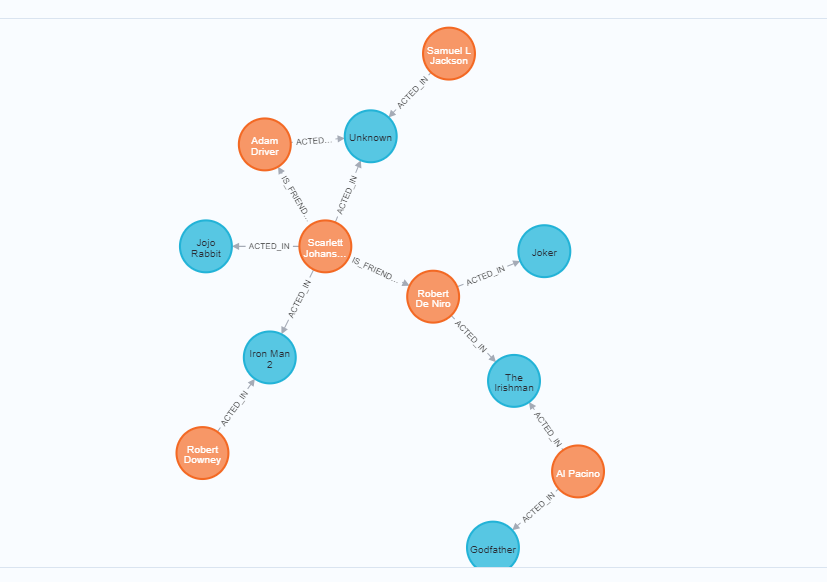 Samuel L
Jackson
ACTED_IN
Unknown
Adam
Driver
ACTED...
IS_FRIEND...
ACTED_IN
Jojo
Rabbit
ACTED_IN
Scarlett
Johans...
IS_FRIEND...
Robert
De Niro
ACTED_IN
Joker
ACTED_IN
Iron Man
2
ACTED_IN
The
Irishman
ACTED_IN
Robert
Downey
ACTED_IN
Al Pacino
ACTED_IN
Godfather